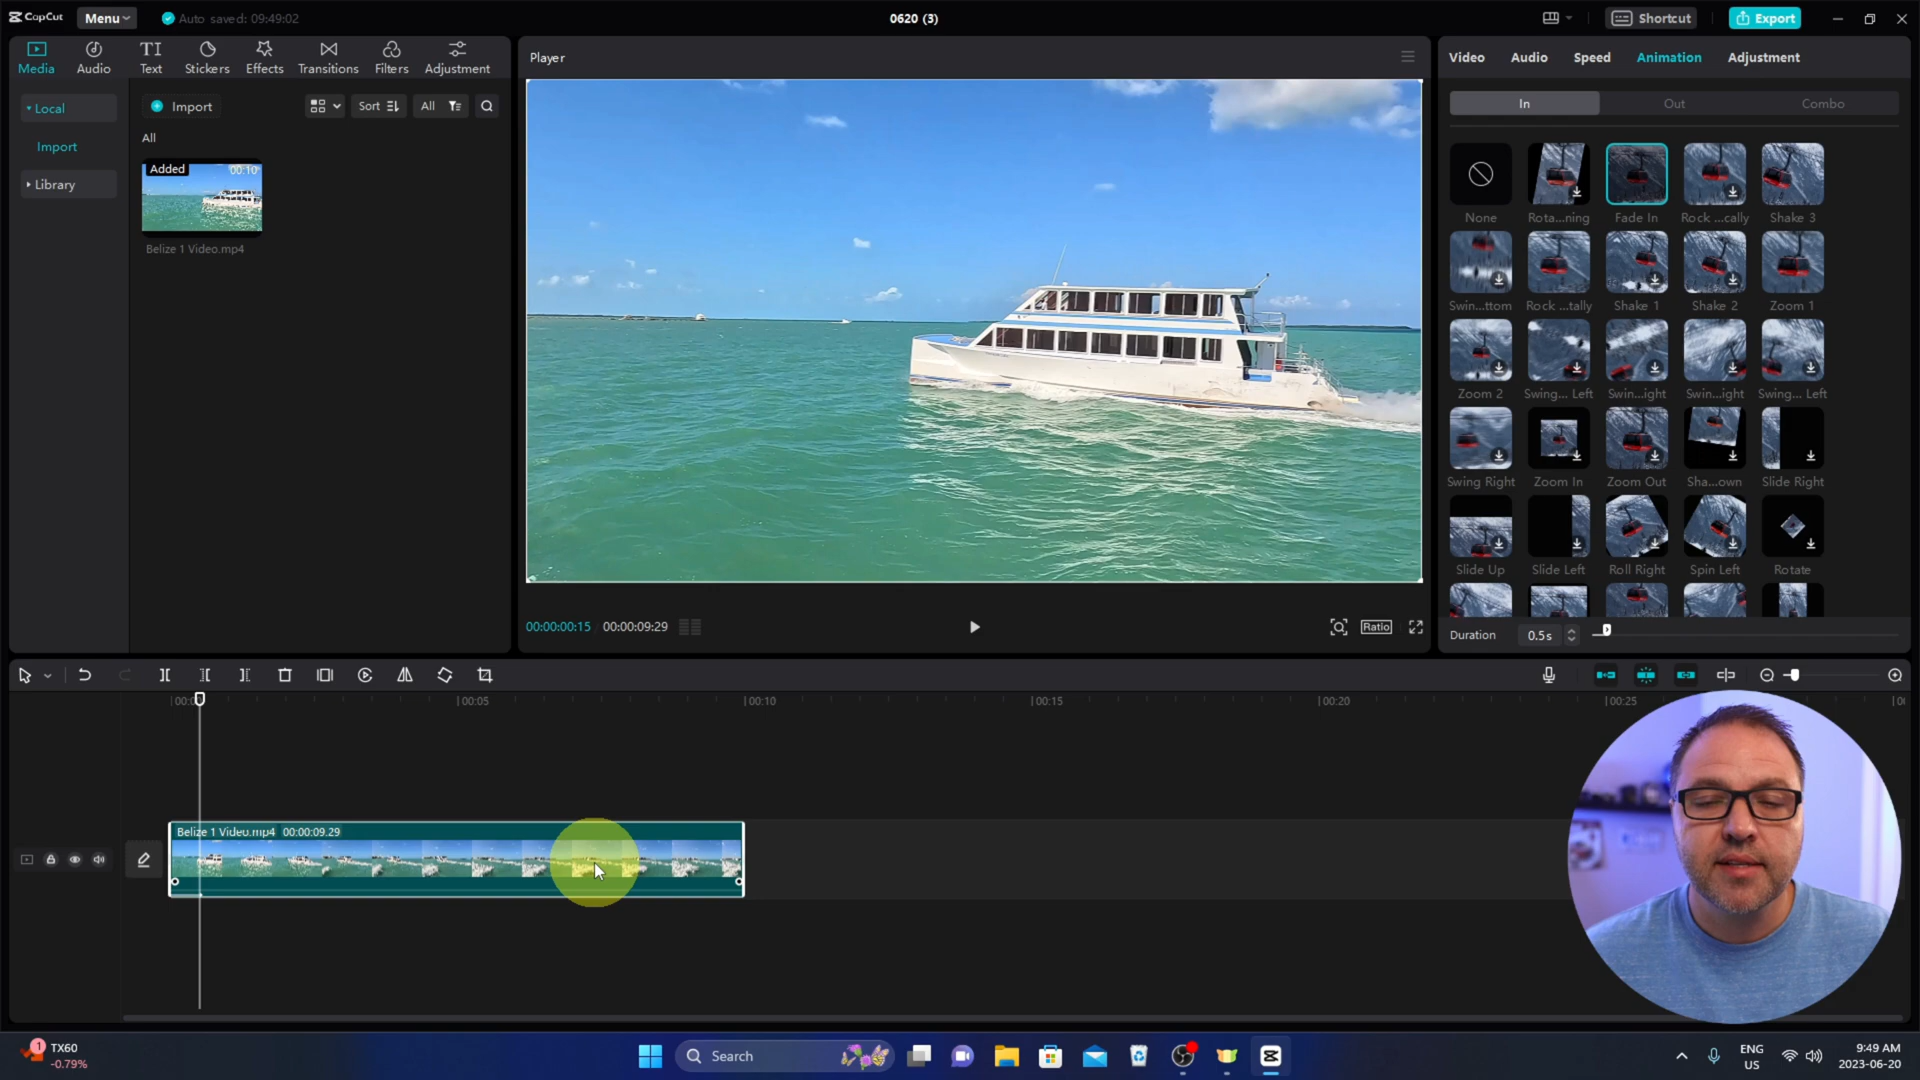 CapCut
Menu
Auto saved: 09:49:02
0620 (3)
Shortcut
Export
Media
Audio
Text
Stickers
Effects
Transitions
Filters
Adjustment
Local
Import
Library
Import
Sort
All
All
Added
00:10
Belize 1 Video.mp4
Player
00:00:00:15
00:00:09:29
Ratio
Video
Audio
Speed
Animation
Adjustment
In
Out
Combo
None
Rota...ning
Fade In
Rock ...cally
Shake 3
Swin...ttom
Rock ...tally
Shake 1
Shake 2
Zoom 1
Zoom 2
Swing... Left
Swin...ight
Swin...ight
Swing... Left
Swing Right
Zoom In
Zoom Out
Sha...own
Slide Right
Slide Up
Slide Left
Roll Right
Spin Left
Rotate
Duration
0.5s
00:05
00:10
00:15
00:20
00:25
Belize 1 Video.mp4 00:00:09:29
1
TX60
-0.79%
Search
ENG
US
9:49 AM
2023-06-20